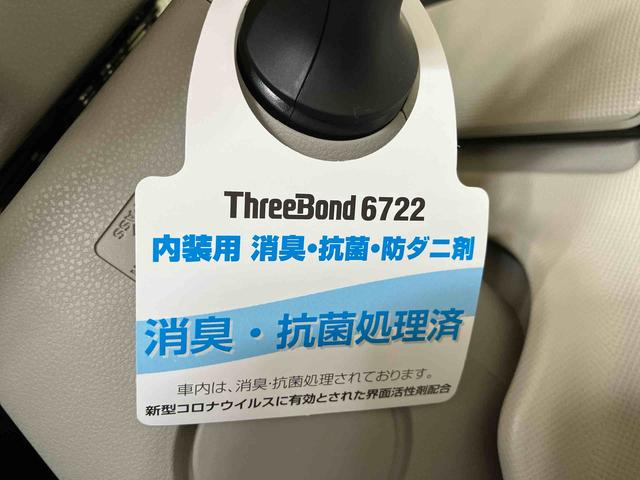 ThreeBond 6722
内装用 消臭・抗菌・防ダニ剤
消臭・抗菌処理済
車内は、消臭・抗菌処理されております。
新型コロナウイルスに有効とされた界面活性剤配合